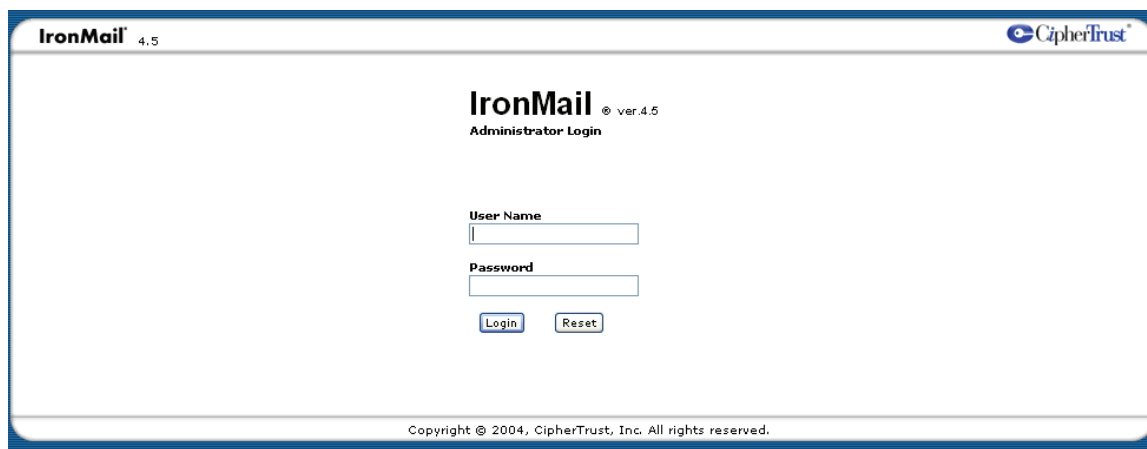 IronMail® 4.5
CipherTrust®
IronMail ® ver.4.5
Administrator Login
User Name
Password
Login Reset
Copyright © 2004, CipherTrust, Inc. All rights reserved.